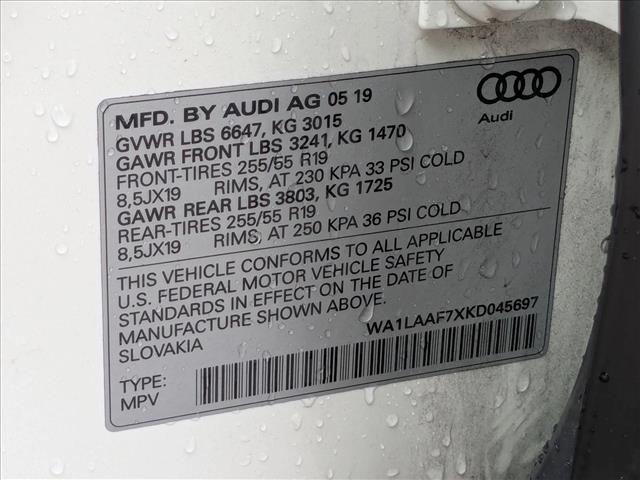 MFD. BY AUDI AG 05 19
GVWR LBS 6647, KG 3015
GAWR FRONT LBS 3241, KG 1470
FRONT-TIRES 255/55 R19
8,5JX19 RIMS, AT 230 KPA 33 PSI COLD
GAWR REAR LBS 3803, KG 1725
REAR-TIRES 255/55 R19
8,5JX19 RIMS, AT 250 KPA 36 PSI COLD
Audi
THIS VEHICLE CONFORMS TO ALL APPLICABLE
U.S. FEDERAL MOTOR VEHICLE SAFETY
STANDARDS IN EFFECT ON THE DATE OF
MANUFACTURE SHOWN ABOVE.
SLOVAKIA
WA1LAAF7XKD045697
TYPE:
MPV